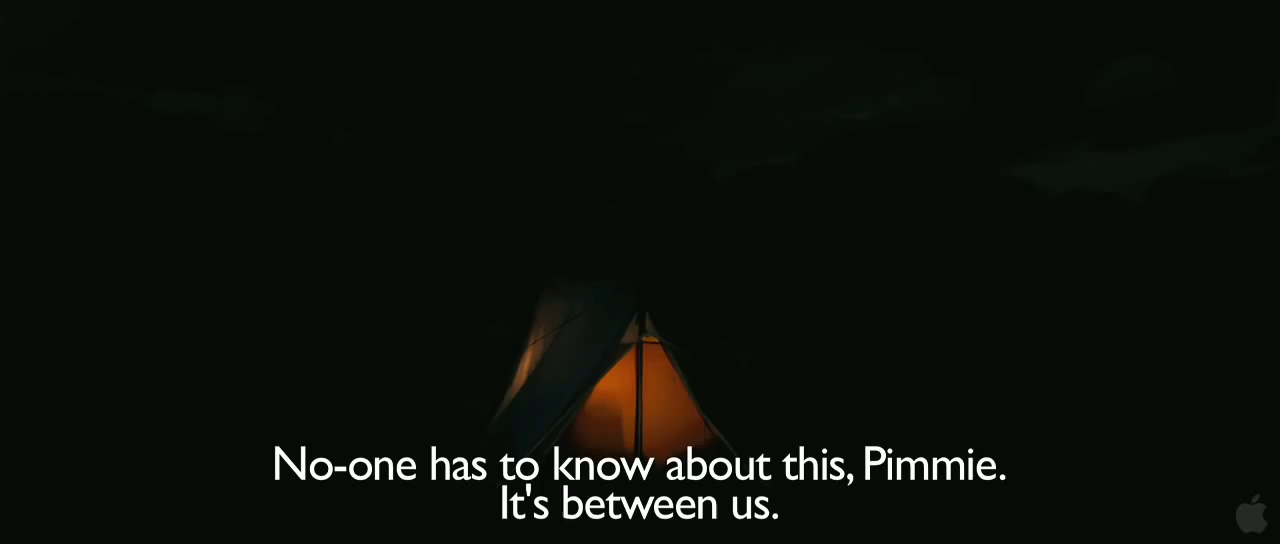 No-one has to know about this, Pimmie.
It's between us.